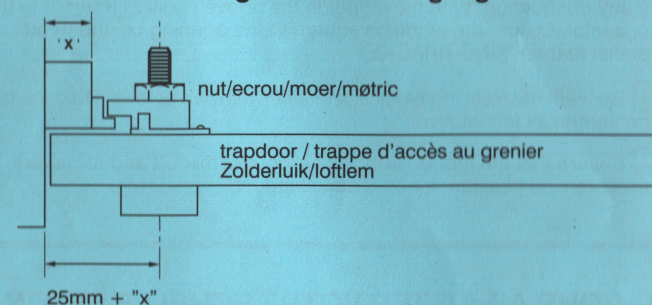 'x'
nut/ecrou/moer/møtric
trapdoor / trappe d'accès au grenier
Zolderluik/loftlem
25mm + "x"